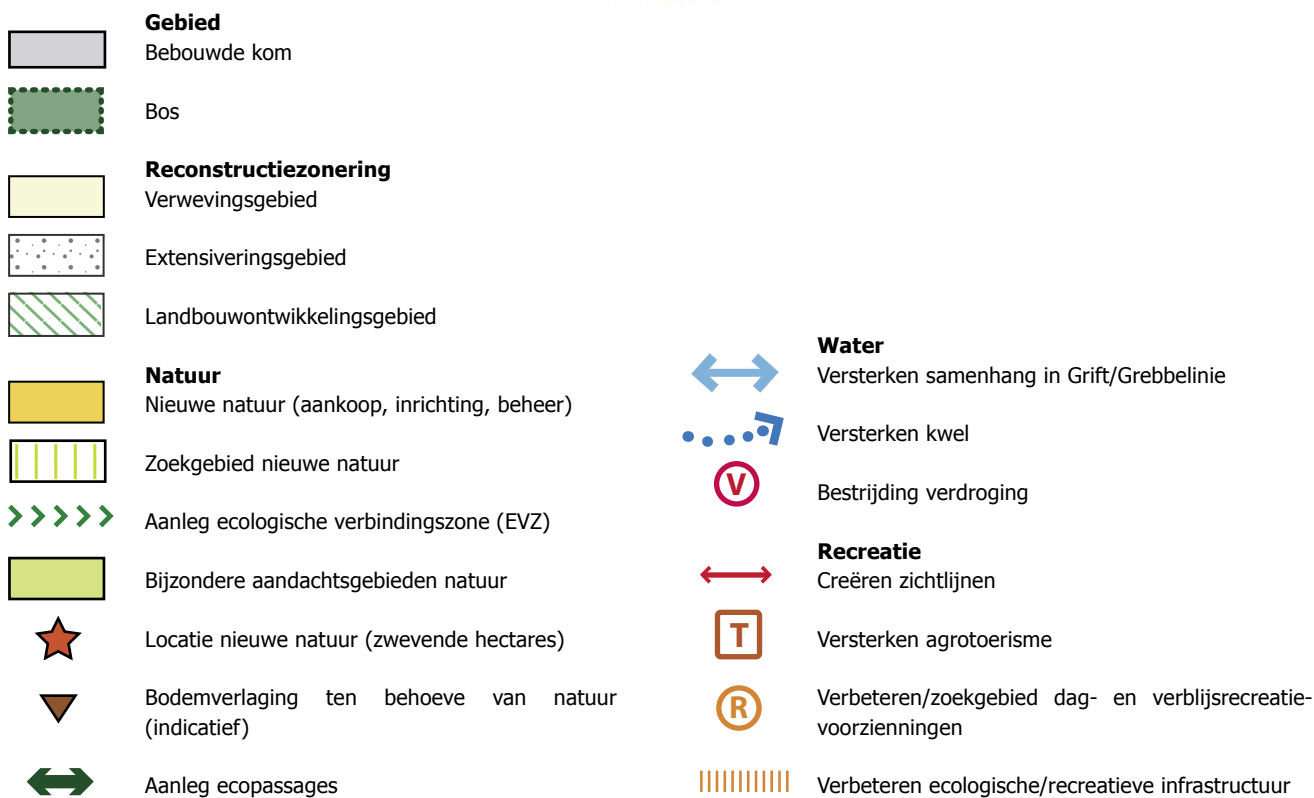 Gebied
Bebouwde kom
Bos
Reconstructiezonering
Verwevingsgebied
Extensiveringsgebied
Landbouwontwikkelingsgebied
Natuur
Nieuwe natuur (aankoop, inrichting, beheer)
Zoekgebied nieuwe natuur
Aanleg ecologische verbindingszone (EVZ)
Bijzondere aandachtsgebieden natuur
Locatie nieuwe natuur (zwevende hectares)
Bodemverlaging ten behoeve van natuur
(indicatief)
Aanleg ecopassages
Water
Versterken samenhang in Grift/Grebbelinie
Versterken kwel
V
Bestrijding verdroging
Recreatie
Creëren zichtlijnen
T
Versterken agrotoerisme
R
Verbeteren/zoekgebied dag- en verblijsrecreatie-
voorzienningen
Verbeteren ecologische/recreatieve infrastructuur